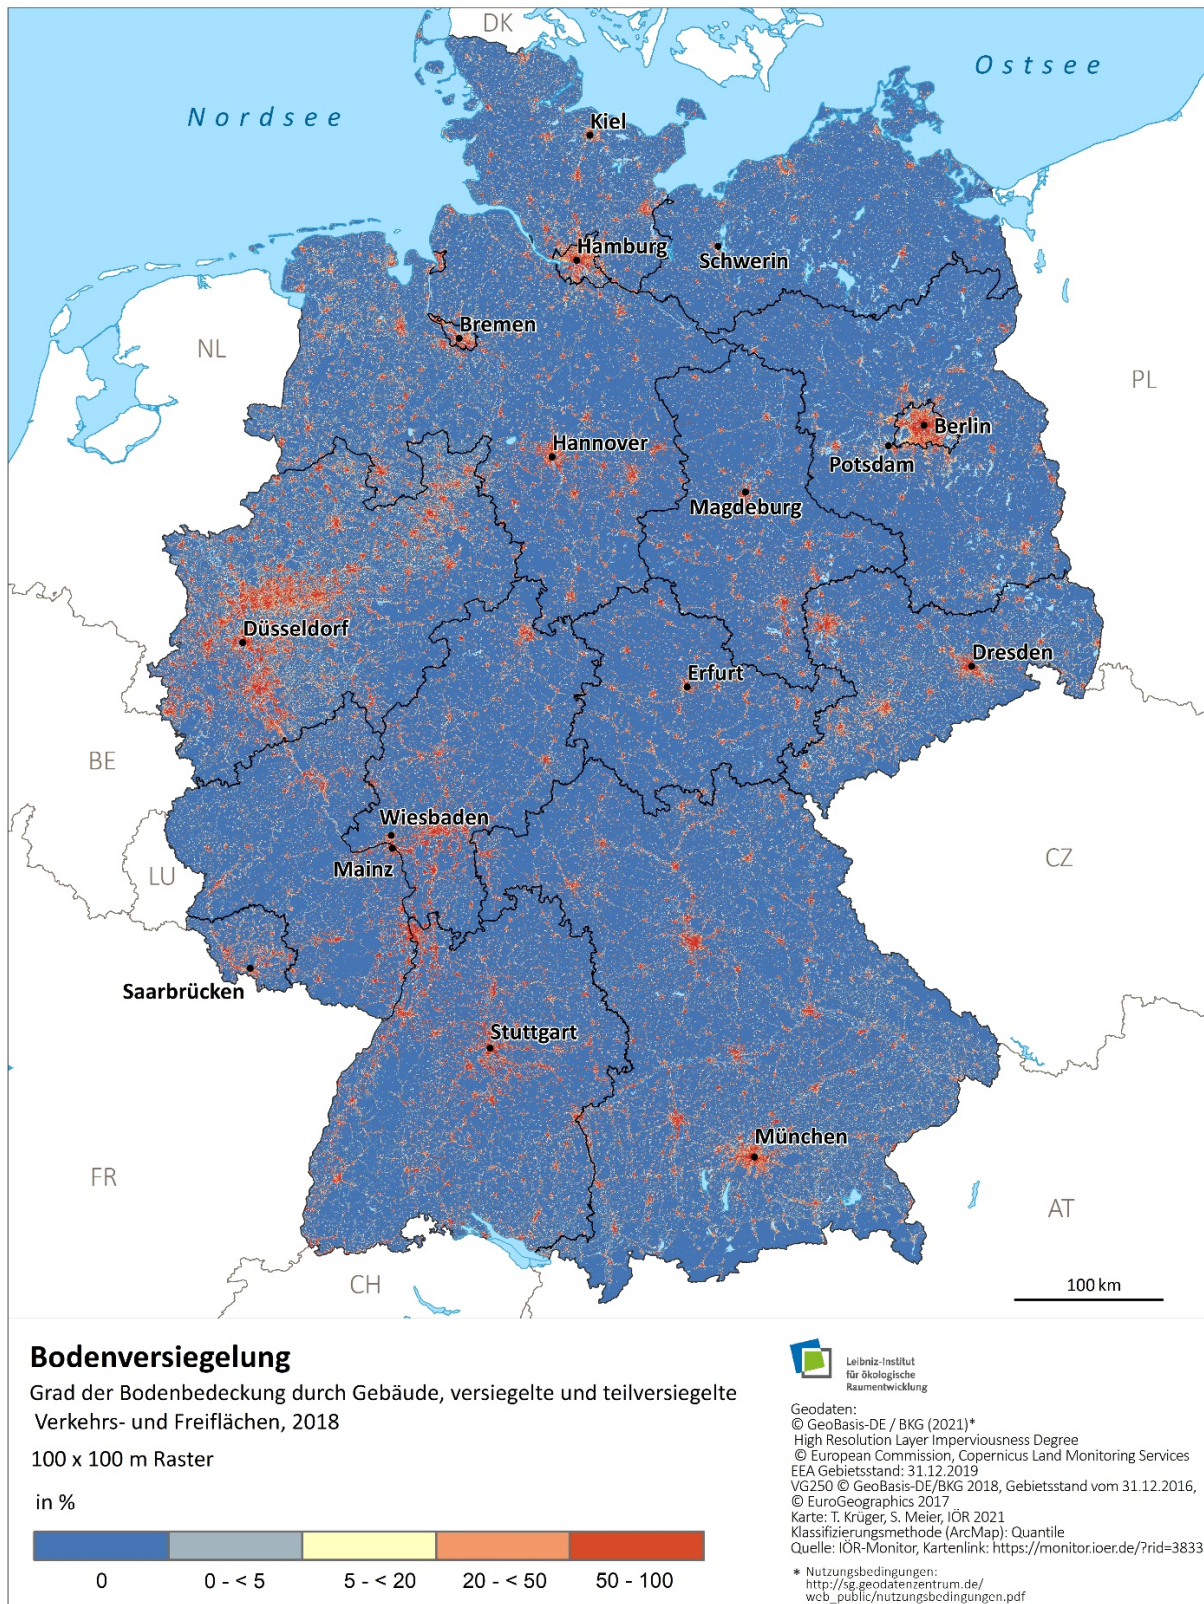 DK
Ostsee
Nordsee
Kiel
Hamburg
Schwerin
Bremen
NL
PL
Berlin
Hannover
Potsdam
Magdeburg
Düsseldorf
Dresden
Erfurt
BE
Wiesbaden
CZ
Mainz
LU
Saarbrücken
Stuttgart
München
FR
AT
CH
100 km
Bodenversiegelung
Grad der Bodenbedeckung durch Gebäude, versiegelte und teilversiegelte
Verkehrs- und Freiflächen, 2018
100 x 100 m Raster
in %
0
0 - < 5
5 - < 20
20 - < 50
50 - 100
Leibniz-Institut
für ökologische
Raumentwicklung
Geodaten:
© GeoBasis-DE / BKG (2021)*
High Resolution Layer Imperviousness Degree
© European Commission, Copernicus Land Monitoring Services
EEA Gebietsstand: 31.12.2019
VG250 © GeoBasis-DE/BKG 2018, Gebietsstand vom 31.12.2016,
© EuroGeographics 2017
Karte: T. Krüger, S. Meier, IÖR 2021
Klassifizierungsmethode (ArcMap): Quantile
Quelle: IÖR-Monitor, Kartenlink: https://monitor.ioer.de/?rid=3833
* Nutzungsbedingungen:
http://sg.geodatenzentrum.de/
web_public/nutzungsbedingungen.pdf